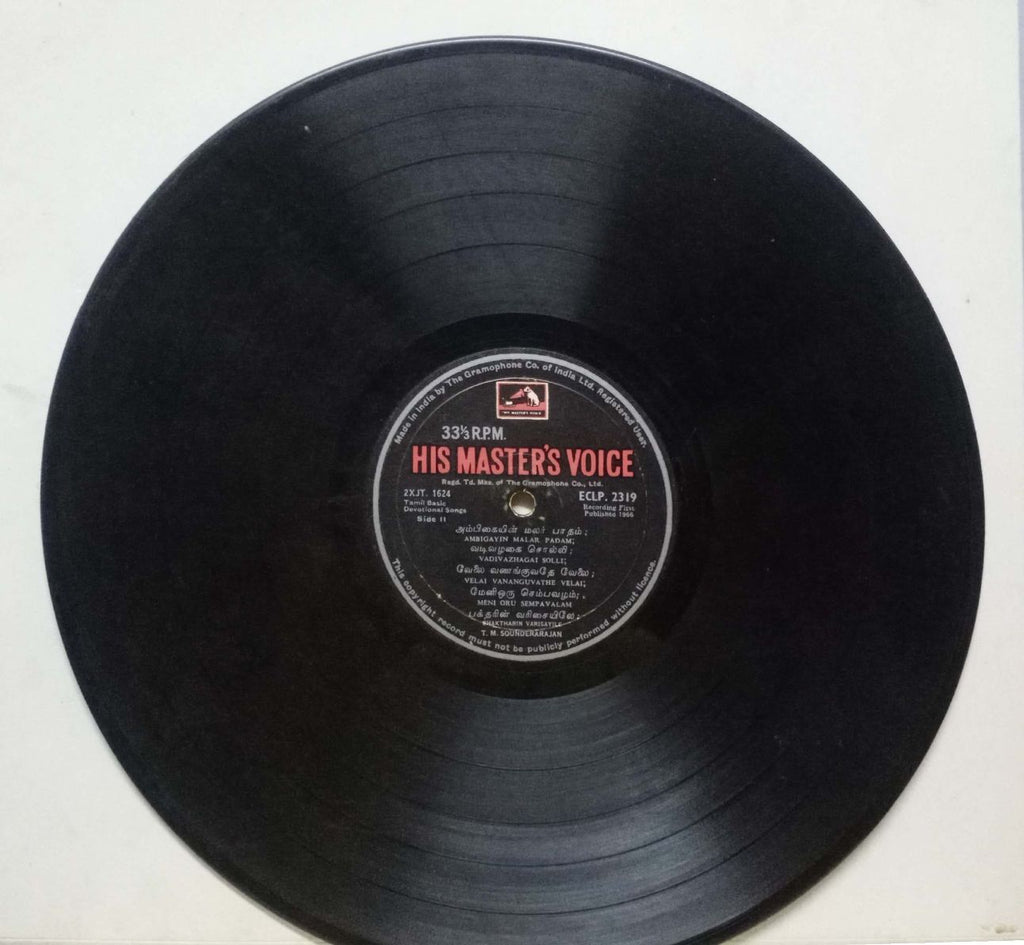 Made in India by The Gramophone Co. of India Ltd. Registered User.
HIS MASTER'S VOICE
33⅓ R.P.M.
HIS MASTER'S VOICE
Regd. Td. Mks. of The Gramophone Co., Ltd.
2XJT. 1624 ECLP. 2319
Tamil Basic Recording First
Devotional Songs Published 1966
Side II
அம்பிகையின் மலர் பாதம்;
AMBIGAYIN MALAR PADAM;
வடிவழகை சொல்லி;
VADIVAZHAGAI SOLLI;
வேலை வணங்குவதே வேலை;
VELAI VANANGUVATHE VELAI;
மேனிஒரு செம்பவழம்;
MENI ORU SEMPAVALAM
பக்தரின் வரிசையிலே;
BHAKTHARIN VARISAYILE
T. M. SOUNDERARAJAN
This copyright record must not be publicly performed without licence.